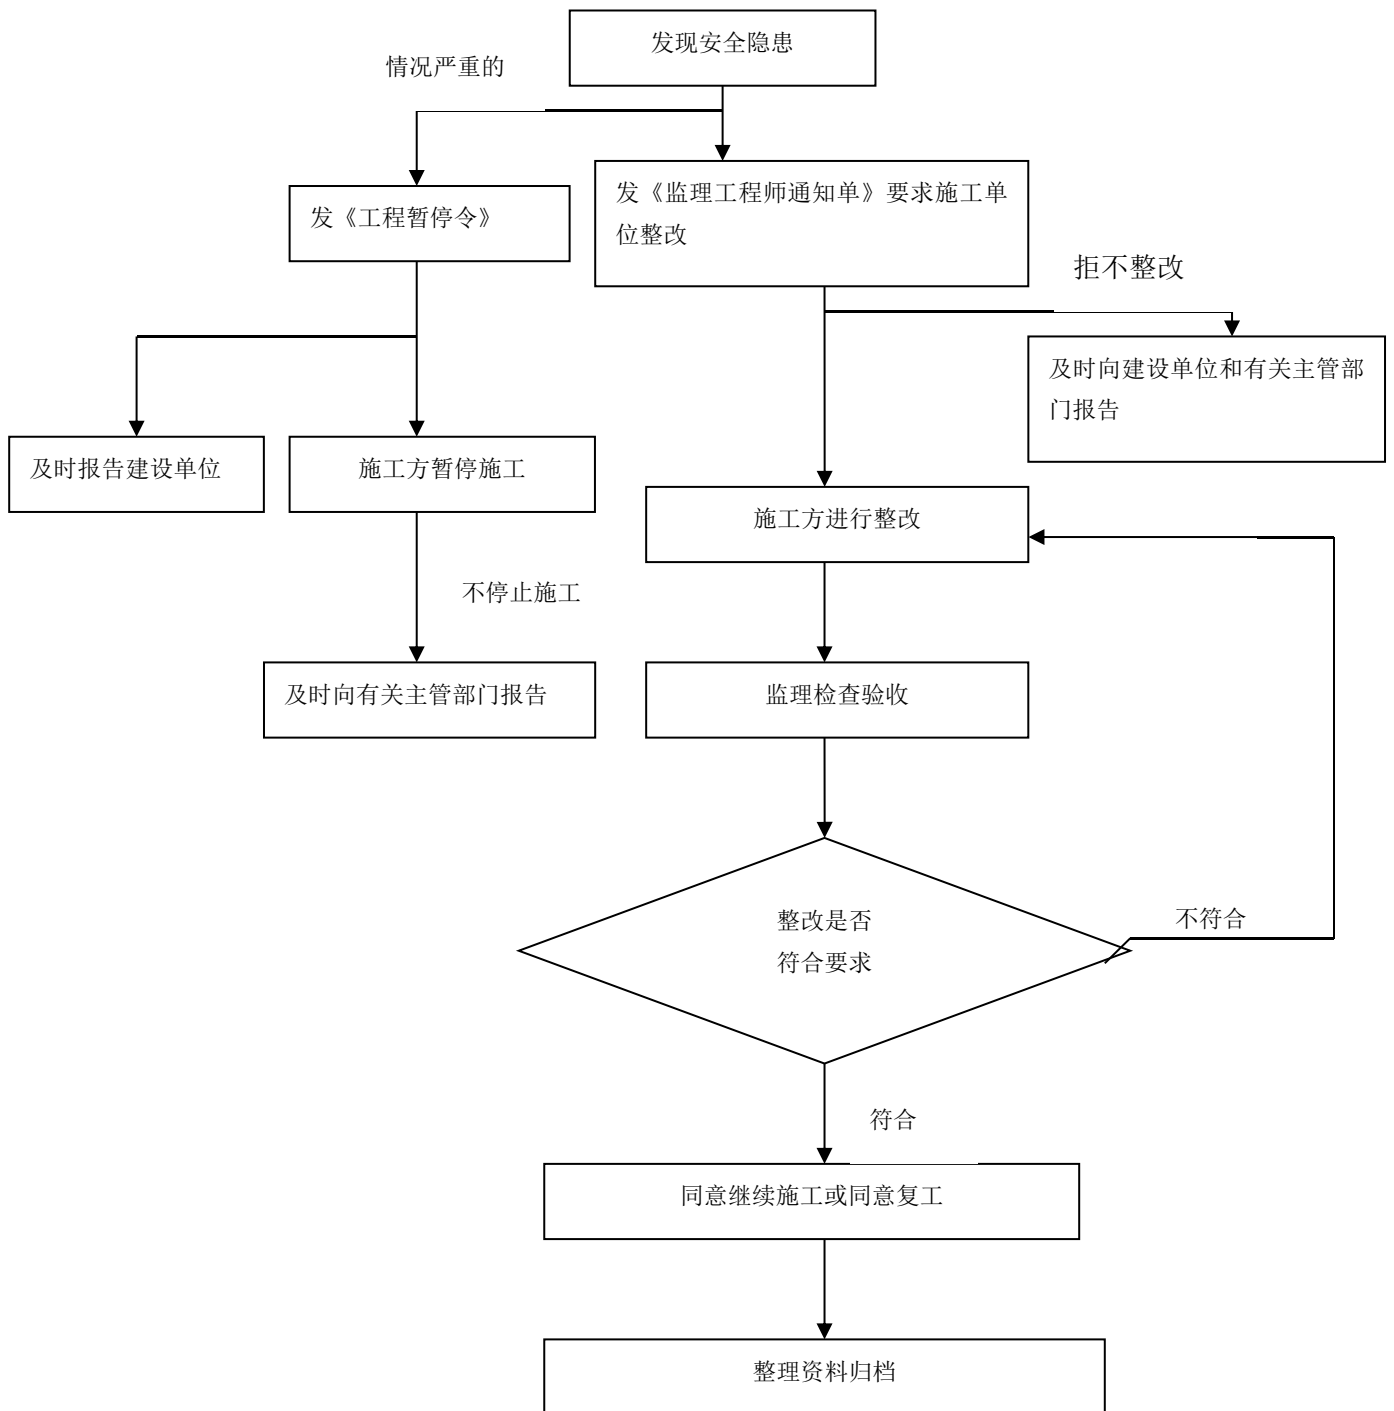 发现安全隐患
情况严重的
发《监理工程师通知单》要求施工单
位整改
发《工程暂停令》
拒不整改
及时向建设单位和有关主管部
门报告
及时报告建设单位
施工方暂停施工
施工方进行整改
不停止施工
及时向有关主管部门报告
监理检查验收
整改是否
符合要求
不符合
符合
同意继续施工或同意复工
整理资料归档